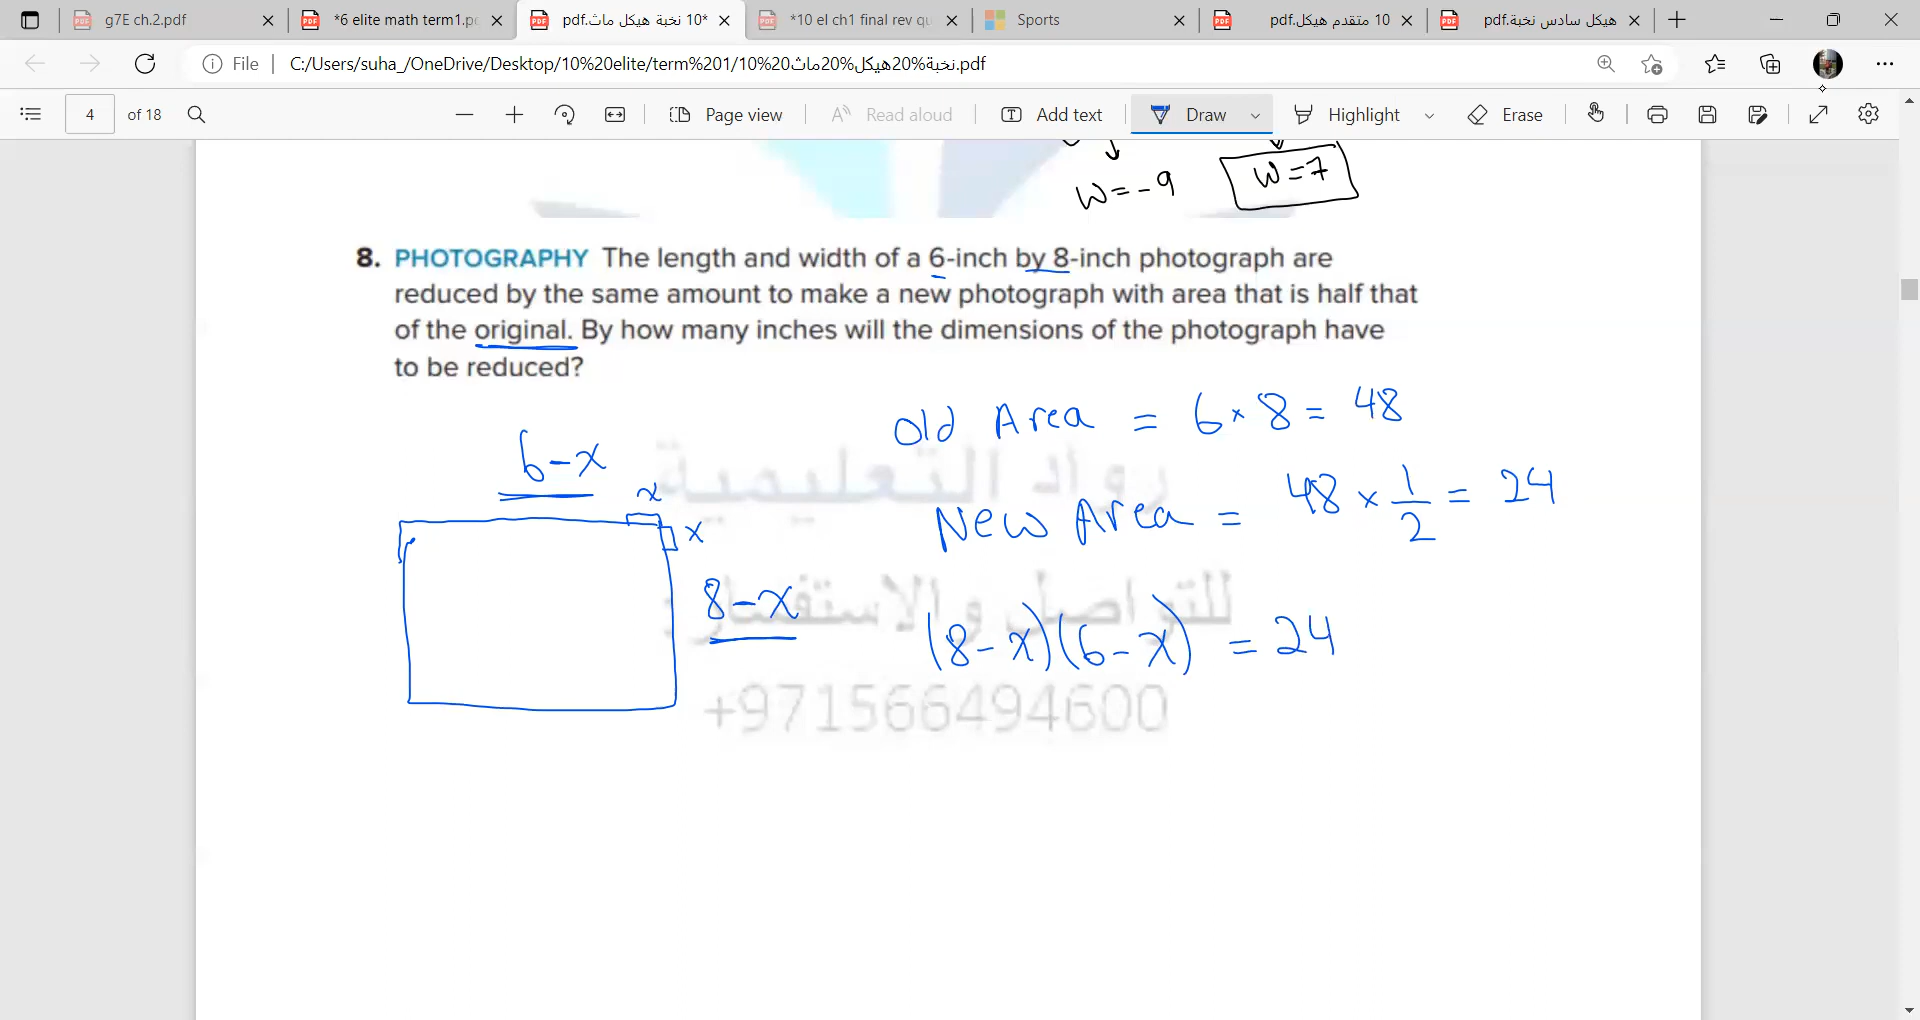 g7E ch.2.pdf
*6 elite math term1.p
*10 نخبة هيكل ماث.pdf
*10 el ch1 final rev qu
Sports
10 متقدم هيكل.pdf
هيكل سادس نخبة.pdf
File
C:/Users/suha_/OneDrive/Desktop/10%20elite/term%201/10%20نخبة%20هيكل%20ماث.pdf
4 of 18
Page view
Read aloud
Add text
Draw
Highlight
Erase
W=-9
W=7
8. PHOTOGRAPHY The length and width of a 6-inch by 8-inch photograph are
reduced by the same amount to make a new photograph with area that is half that
of the original. By how many inches will the dimensions of the photograph have
to be reduced?
Old Area = 6 × 8 = 48
6-x
x
رواد التعليمية
New Area = 48 × 1/2 = 24
x
8-x
للتواصل والاستفسار:
(8-x)(6-x) = 24
+971566494600